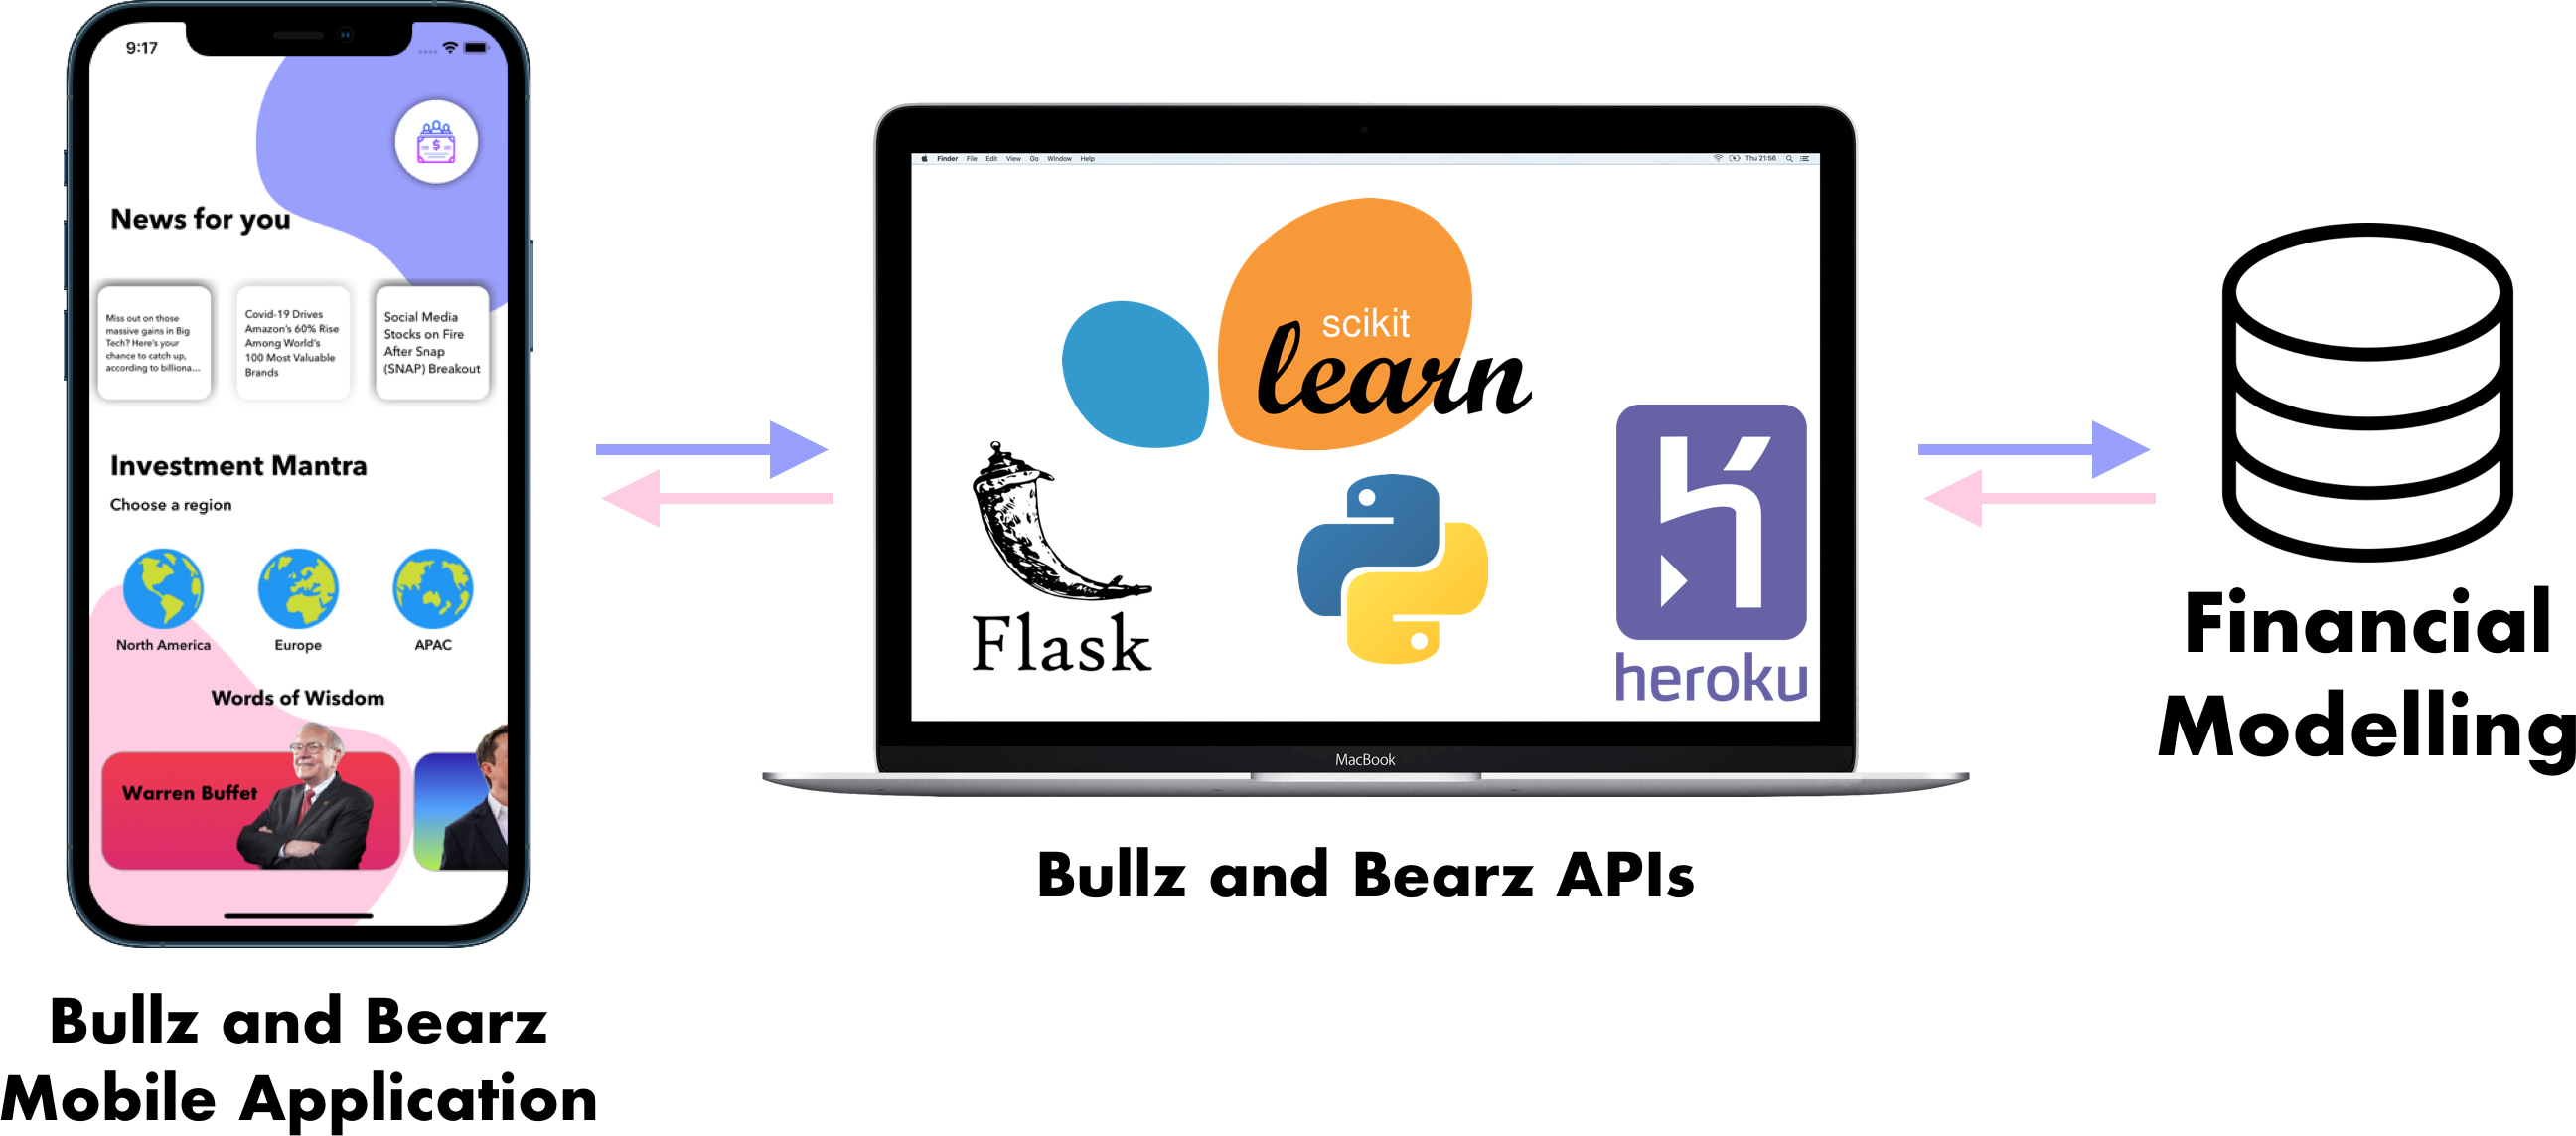 9:17
News for you
Miss out on those
massive gains in Big
Tech? Here's your
chance to catch up,
according to billiona...
Covid-19 Drives
Amazon's 60% Rise
Among World's
100 Most Valuable
Brands
Social Media
Stocks on Fire
After Snap
(SNAP) Breakout
Investment Mantra
Choose a region
North America
Europe
APAC
Words of Wisdom
Warren Buffet
Bullz and Bearz
Mobile Application
Finder File Edit View Go Window Help
Thu 21:56
scikit
learn
Flask
heroku
MacBook
Bullz and Bearz APIs
Financial
Modelling